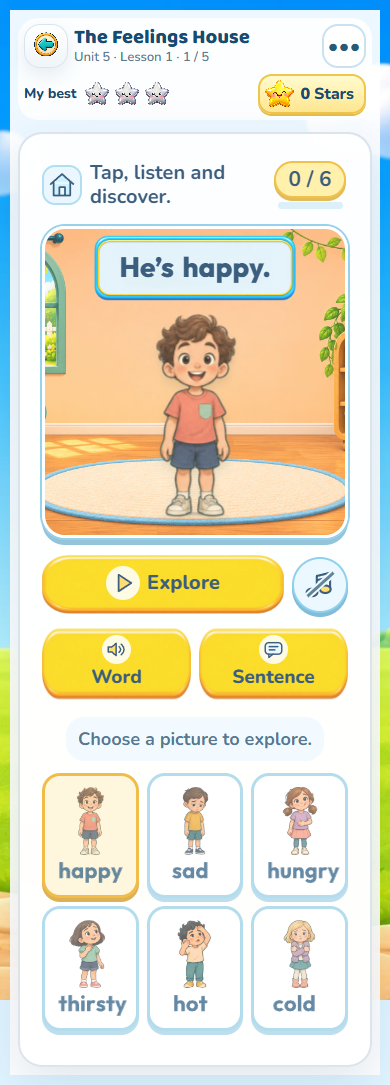 The Feelings House
Unit 5 · Lesson 1 · 1 / 5
My best
0 Stars
Tap, listen and
discover.
0 / 6
He's happy.
Explore
Word
Sentence
Choose a picture to explore.
happy
sad
hungry
thirsty
hot
cold